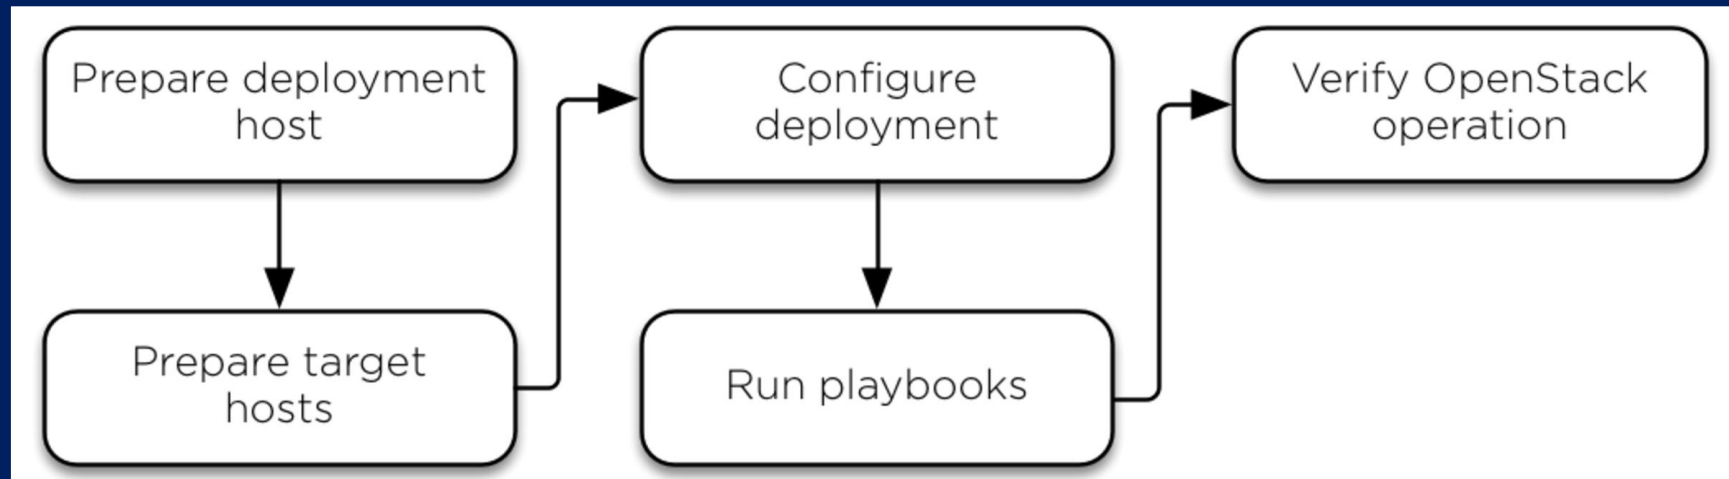 Prepare deployment
host
Prepare target
hosts
Configure
deployment
Run playbooks
Verify OpenStack
operation